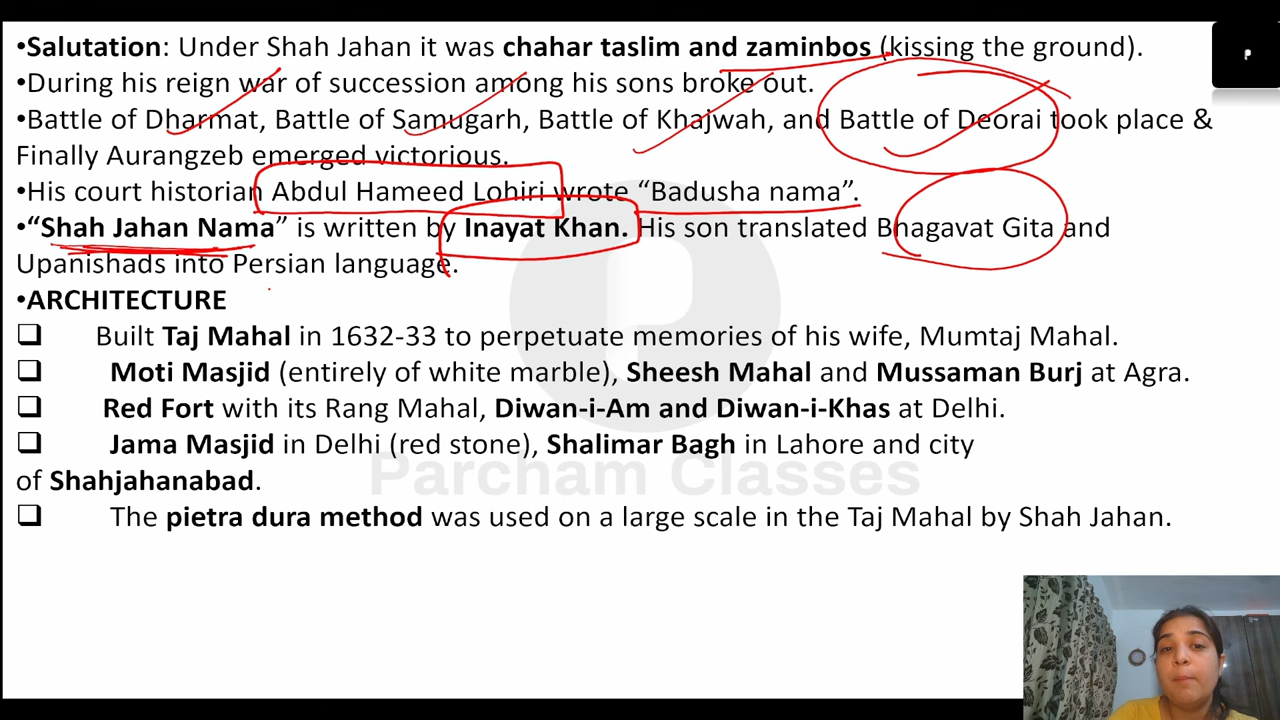 •Salutation: Under Shah Jahan it was chahar taslim and zaminbos (kissing the ground).
•During his reign war of succession among his sons broke out.
•Battle of Dharmat, Battle of Samugarh, Battle of Khajwah, and Battle of Deorai took place &
Finally Aurangzeb emerged victorious.
•His court historian Abdul Hameed Lohiri wrote “Badusha nama”.
•“Shah Jahan Nama” is written by Inayat Khan. His son translated Bhagavat Gita and
Upanishads into Persian language.
•ARCHITECTURE
❑ Built Taj Mahal in 1632-33 to perpetuate memories of his wife, Mumtaj Mahal.
❑ Moti Masjid (entirely of white marble), Sheesh Mahal and Mussaman Burj at Agra.
❑ Red Fort with its Rang Mahal, Diwan-i-Am and Diwan-i-Khas at Delhi.
❑ Jama Masjid in Delhi (red stone), Shalimar Bagh in Lahore and city
of Shahjahanabad.
Parcham Classes
❑ The pietra dura method was used on a large scale in the Taj Mahal by Shah Jahan.